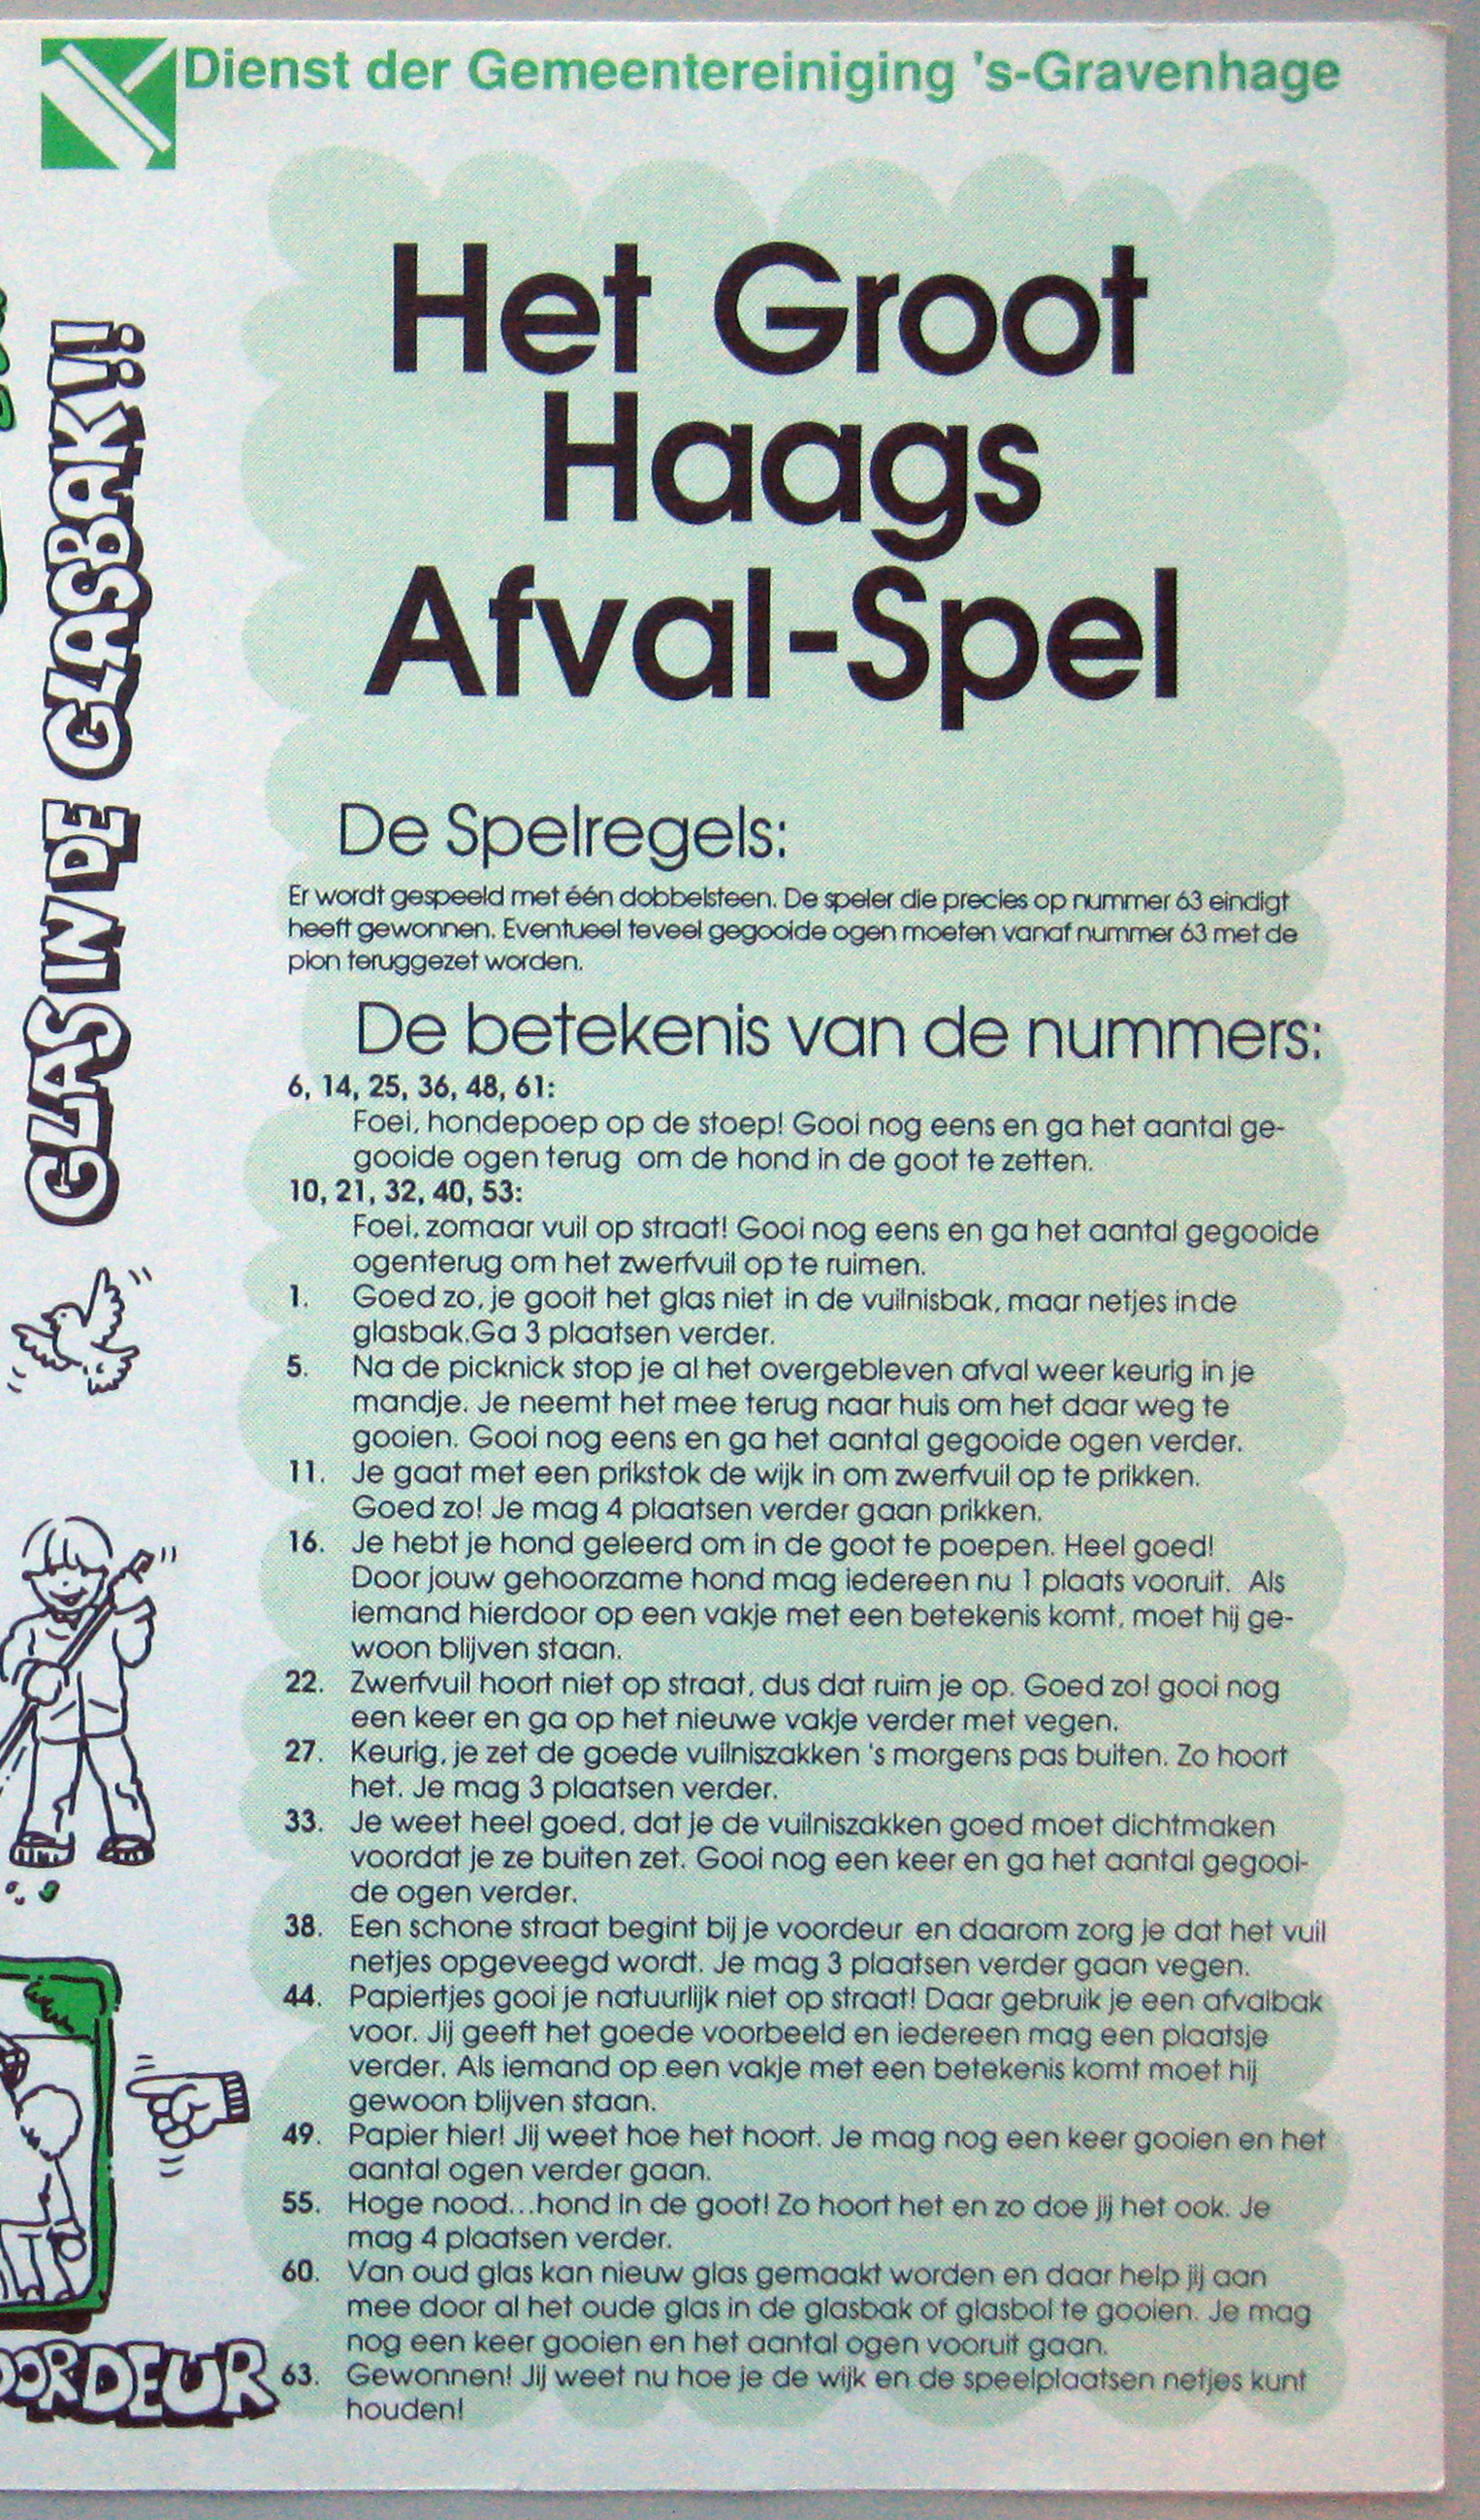 Dienst der Gemeentereiniging 's-Gravenhage
GLAS IN DE GLASBAK!!
Het Groot
Haags
Afval-Spel
De Spelregels:
Er wordt gespeeld met één dobbelsteen. De speler die precies op nummer 63 eindigt
heeft gewonnen. Eventueel teveel gegooide ogen moeten vanaf nummer 63 met de
pion teruggezet worden.
De betekenis van de nummers:
6, 14, 25, 36, 48, 61:
Foei, hondepoep op de stoep! Gooi nog eens en ga het aantal ge-
gooide ogen terug om de hond in de goot te zetten.
10, 21, 32, 40, 53:
Foei, zomaar vuil op straat! Gooi nog eens en ga het aantal gegooide
ogenterug om het zwerfvuil op te ruimen.
1. Goed zo, je gooit het glas niet in de vuilnisbak, maar netjes in de
glasbak.Ga 3 plaatsen verder.
5. Na de picknick stop je al het overgebleven afval weer keurig in je
mandje. Je neemt het mee terug naar huis om het daar weg te
gooien. Gooi nog eens en ga het aantal gegooide ogen verder.
11. Je gaat met een prikstok de wijk in om zwerfvuil op te prikken.
Goed zo! Je mag 4 plaatsen verder gaan prikken.
16. Je hebt je hond geleerd om in de goot te poepen. Heel goed!
Door jouw gehoorzame hond mag iedereen nu 1 plaats vooruit. Als
iemand hierdoor op een vakje met een betekenis komt, moet hij ge-
woon blijven staan.
22. Zwerfvuil hoort niet op straat, dus dat ruim je op. Goed zo! gooi nog
een keer en ga op het nieuwe vakje verder met vegen.
27. Keurig, je zet de goede vuilniszakken 's morgens pas buiten. Zo hoort
het. Je mag 3 plaatsen verder.
33. Je weet heel goed, dat je de vuilniszakken goed moet dichtmaken
voordat je ze buiten zet. Gooi nog een keer en ga het aantal gegooi-
de ogen verder.
38. Een schone straat begint bij je voordeur en daarom zorg je dat het vuil
netjes opgeveegd wordt. Je mag 3 plaatsen verder gaan vegen.
44. Papiertjes gooi je natuurlijk niet op straat! Daar gebruik je een afvalbak
voor. Jij geeft het goede voorbeeld en iedereen mag een plaatsje
verder. Als iemand op een vakje met een betekenis komt moet hij
gewoon blijven staan.
49. Papier hier! Jij weet hoe het hoort. Je mag nog een keer gooien en het
aantal ogen verder gaan.
55. Hoge nood...hond in de goot! Zo hoort het en zo doe jij het ook. Je
mag 4 plaatsen verder.
60. Van oud glas kan nieuw glas gemaakt worden en daar help jij aan
mee door al het oude glas in de glasbak of glasbol te gooien. Je mag
nog een keer gooien en het aantal ogen vooruit gaan.
63. Gewonnen! Jij weet nu hoe je de wijk en de speelplaatsen netjes kunt
houden!
OORDEUR